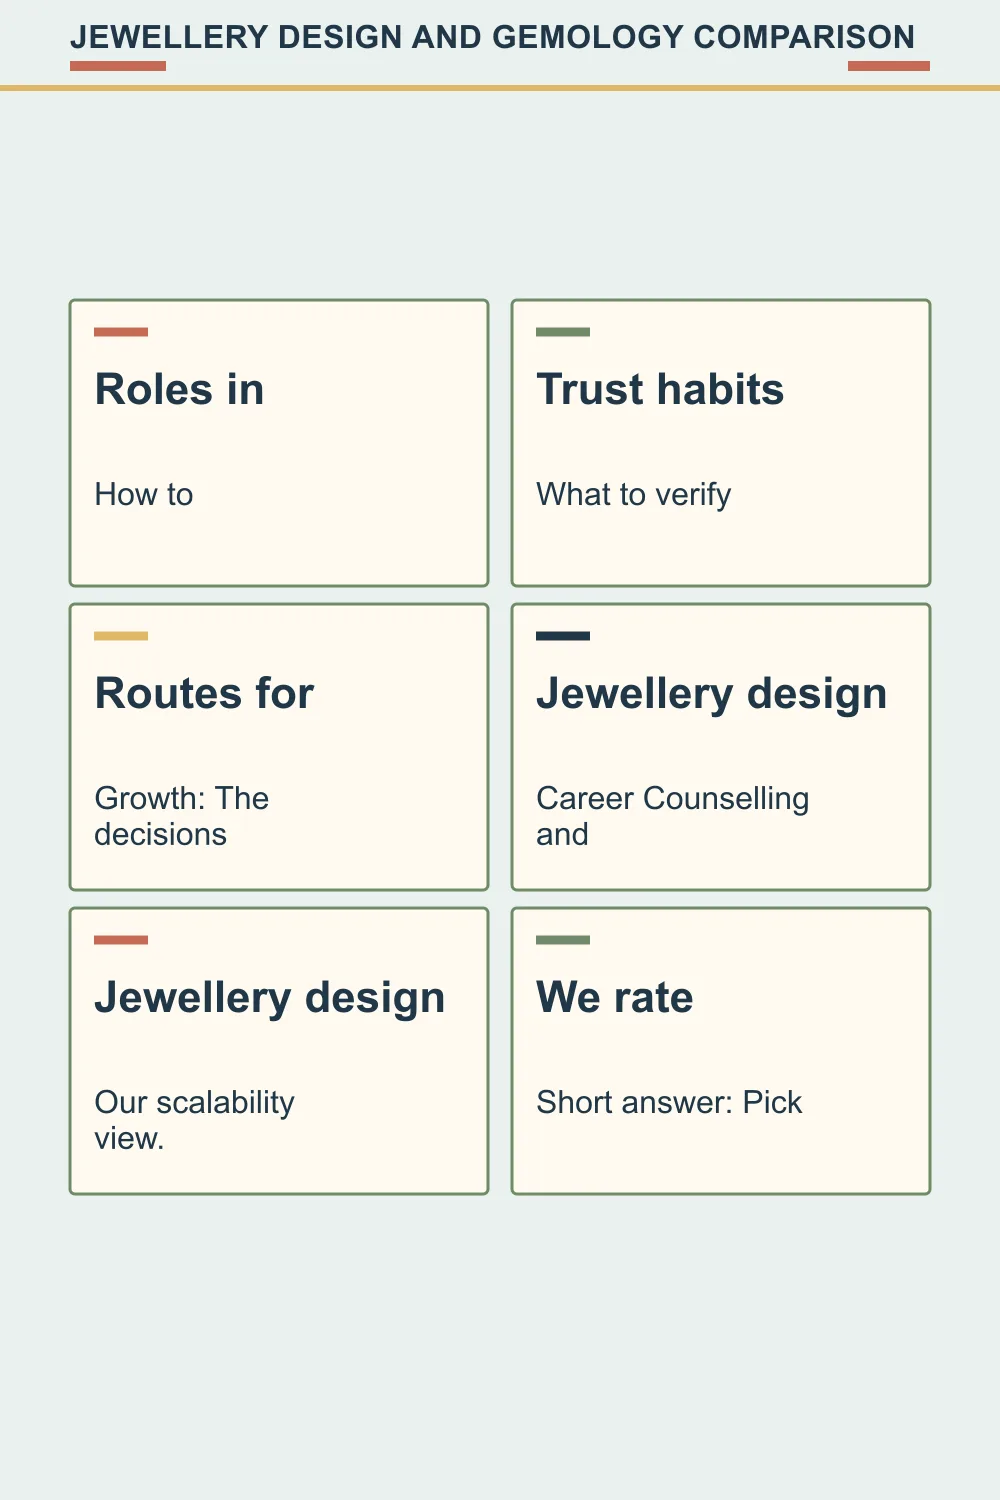 JEWELLERY DESIGN AND GEMOLOGY COMPARISON
Roles in
How to
Trust habits
What to verify
Routes for
Growth: The
decisions
Jewellery design
Career Counselling
and
Jewellery design
Our scalability
view.
We rate
Short answer: Pick